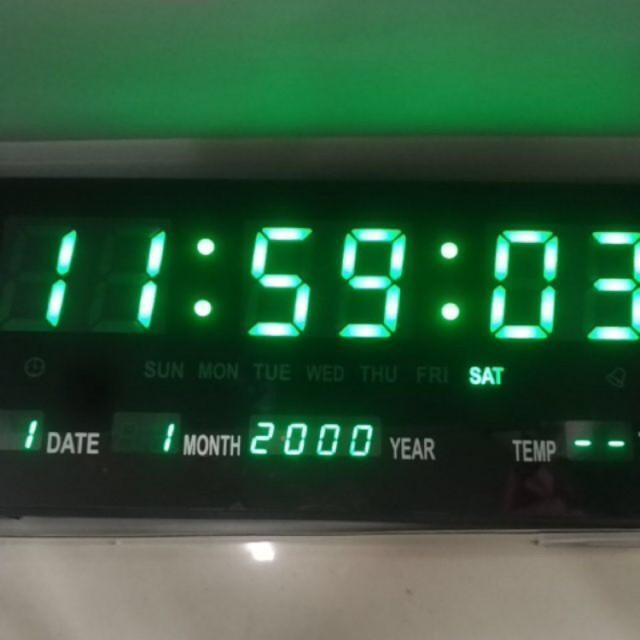 11:59:03
SUN MON TUE WED THU FRI SAT
1 DATE 1 MONTH 2000 YEAR TEMP --